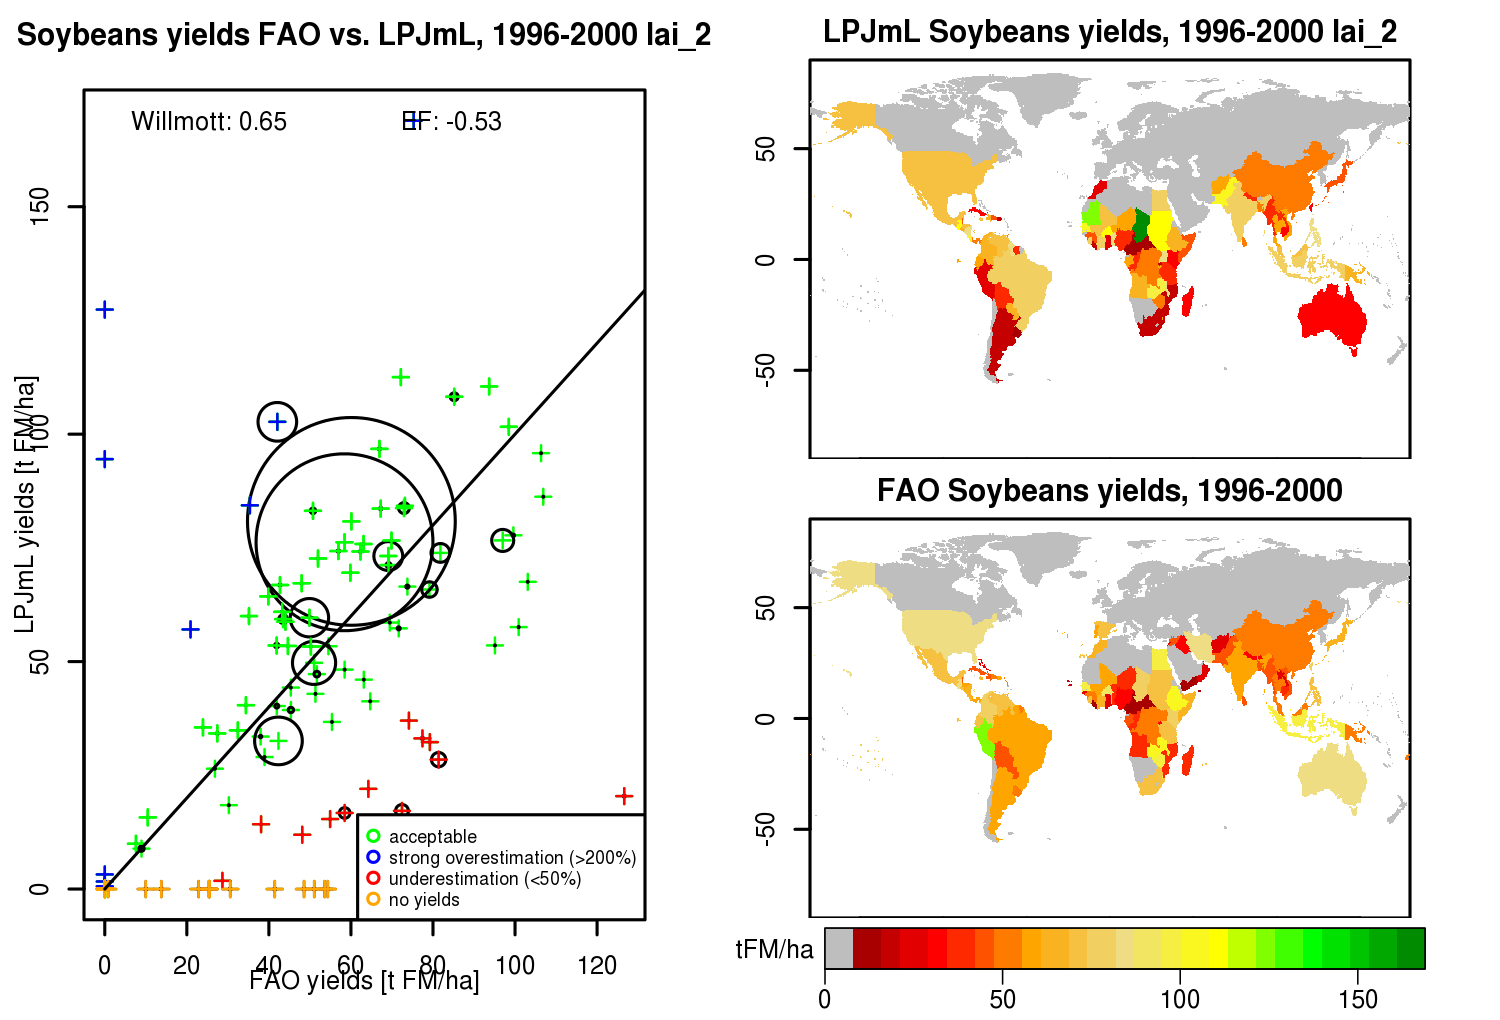 Soybeans yields FAO vs. LPJmL, 1996-2000 lai_2
Willmott: 0.65
EF: -0.53
LPJmL yields [t FM/ha]
150
100
50
0
acceptable
strong overestimation (>200%)
underestimation (<50%)
no yields
0 20 40 60 80 100 120
FAO yields [t FM/ha]
LPJmL Soybeans yields, 1996-2000 lai_2
50
0
-50
FAO Soybeans yields, 1996-2000
50
0
-50
tFM/ha
0 50 100 150